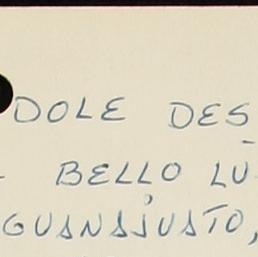 DOLE DES-
- BELLO LU
GUANAJUATO,